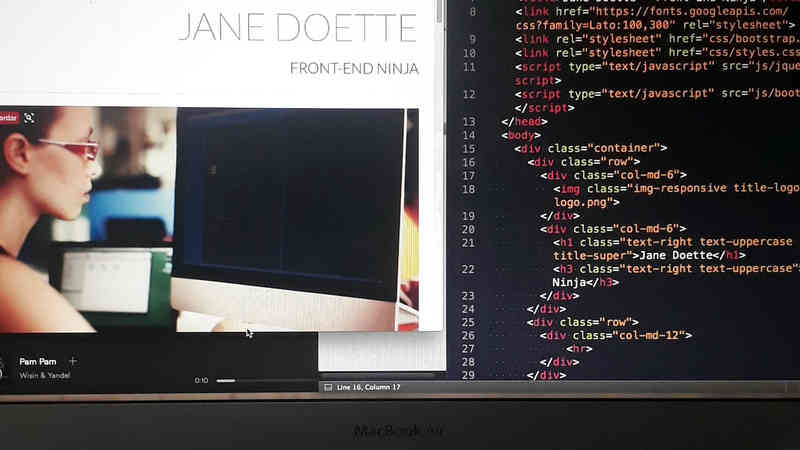 JANE DOETTE
FRONT-END NINJA
Pam Pam
Wisin & Yandel
0:10
8 <link href="https://fonts.googleapis.com/
css?family=Lato:100,300" rel="stylesheet">
9 <link rel="stylesheet" href="css/bootstrap.
10 <link rel="stylesheet" href="css/styles.css
11 <script type="text/javascript" src="js/jque
script>
12 <script type="text/javascript" src="js/boot
</script>
13 </head>
14 <body>
15 <div class="container">
16 <div class="row">
17 <div class="col-md-6">
18 <img class="img-responsive title-logo
logo.png">
19 </div>
20 <div class="col-md-6">
21 <h1 class="text-right text-uppercase
title-super">Jane Doette</h1>
22 <h3 class="text-right text-uppercase"
Ninja</h3>
23 </div>
24 </div>
25 <div class="row">
26 <div class="col-md-12">
27 <hr>
28 </div>
29 </div>
Line 16, Column 17
MacBook Air